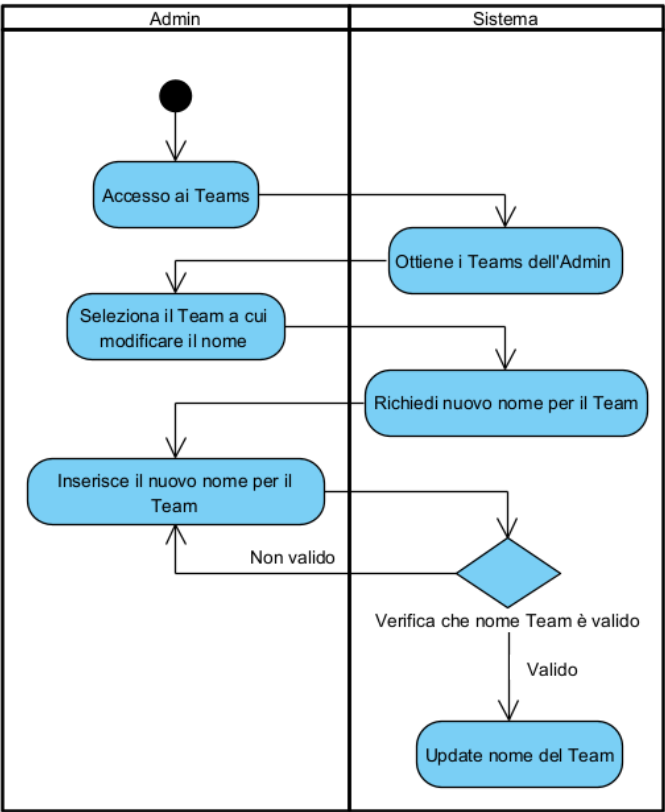 Admin
Sistema
Accesso ai Teams
Ottiene i Teams dell'Admin
Seleziona il Team a cui
modificare il nome
Richiedi nuovo nome per il Team
Inserisce il nuovo nome per il
Team
Non valido
Verifica che nome Team è valido
Valido
Update nome del Team